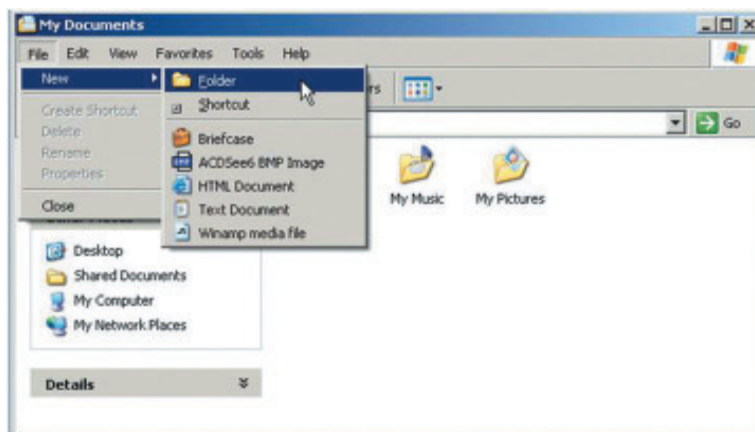 My Documents
File Edit View Favorites Tools Help
New
Folder
rs
Create Shortcut
Shortcut
Go
Delete
Briefcase
Rename
ACDSee6 BMP Image
Properties
HTML Document
My Music My Pictures
Close
Text Document
Winamp media file
Desktop
Shared Documents
My Computer
My Network Places
Details